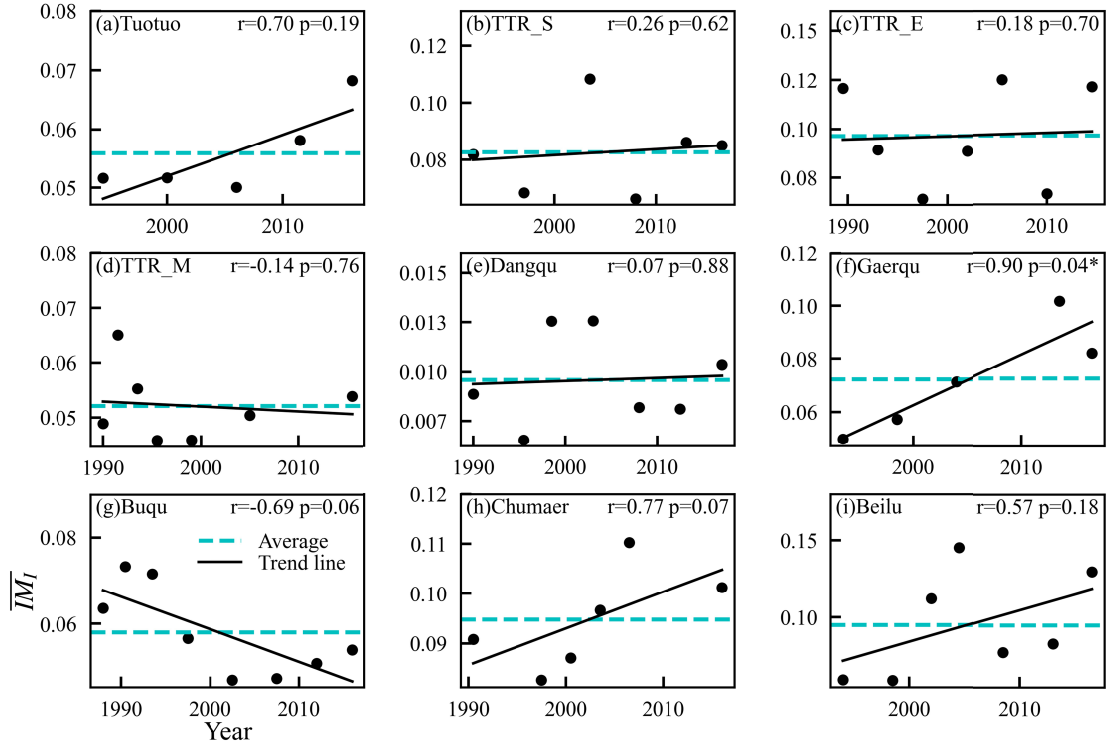 (a)Tuotuo r=0.70 p=0.19
0.08
0.07
0.06
0.05
2000 2010
(b)TTR_S r=0.26 p=0.62
0.12
0.10
0.08
2000 2010
(c)TTR_E r=0.18 p=0.70
0.15
0.12
0.10
0.08
1990 2000 2010
(d)TTR_M r=-0.14 p=0.76
0.08
0.07
0.06
0.05
1990 2000 2010
(e)Dangqu r=0.07 p=0.88
0.015
0.013
0.010
0.007
1990 2000 2010
(f)Gaerqu r=0.90 p=0.04*
0.12
0.10
0.08
0.06
2000 2010
(g)Buqu r=-0.69 p=0.06
0.08
0.06
Average
Trend line
IM_I
1990 2000 2010
Year
(h)Chumaer r=0.77 p=0.07
0.12
0.11
0.10
0.09
1990 2000 2010
(i)Beilu r=0.57 p=0.18
0.15
0.10
2000 2010